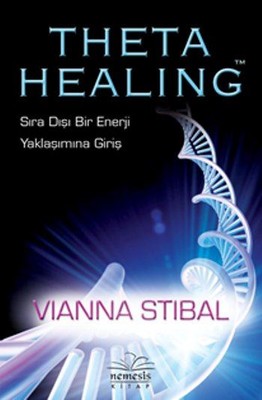 THETA
HEALING™
Sıra Dışı Bir Enerji
Yaklaşımına Giriş
VIANNA STIBAL
nemesis
KİTAP